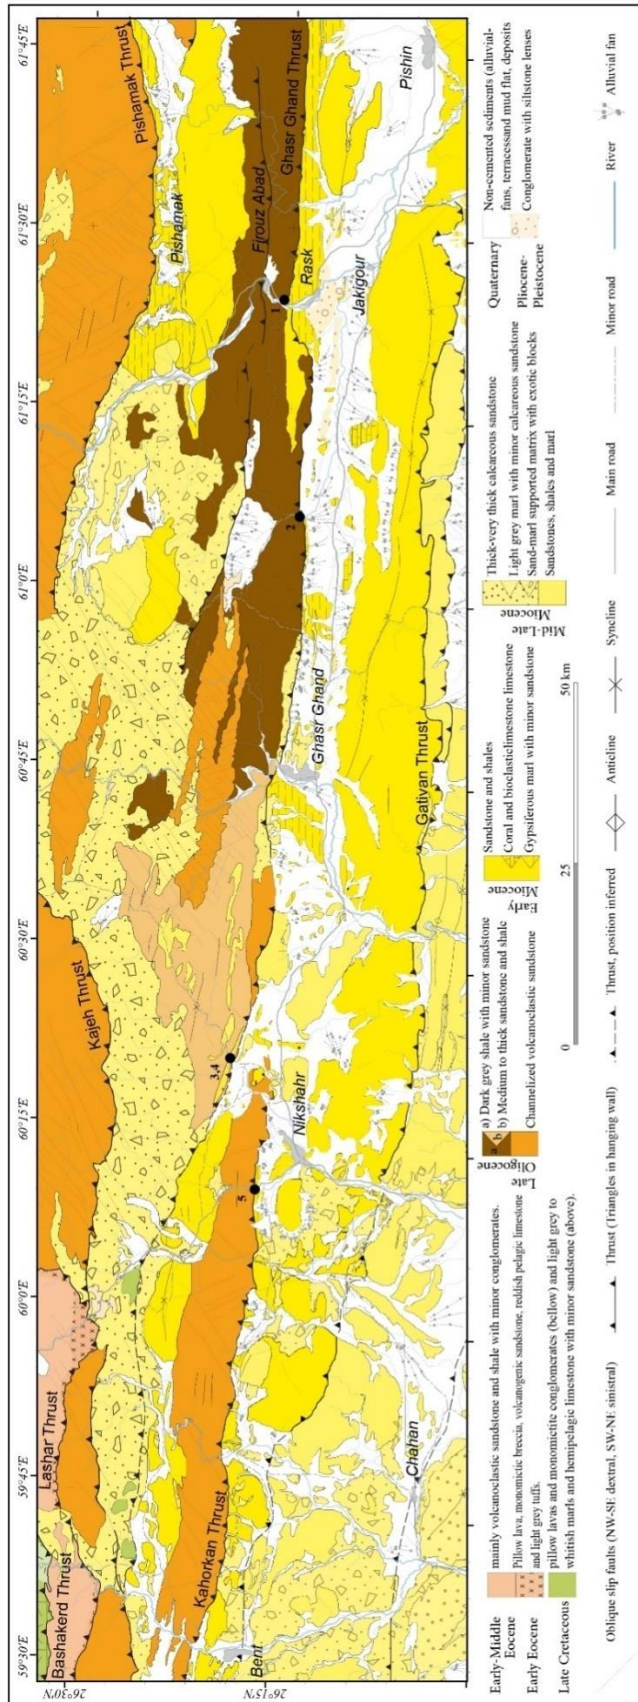 61°45'E
61°30'E
61°15'E
61°0'E
60°45'E
60°30'E
60°15'E
60°0'E
59°45'E
59°30'E
26°30'N
26°15'N
Pishamak Thrust
Pishamak
Firouz Abad
Ghasr Ghand Thrust
Rask
Pishin
Jakigour
1
2
Ghasr Ghand
Gativan Thrust
Kajeh Thrust
3,4
Nikshahr
5
Lashar Thrust
Bashakerd Thrust
Kahorkan Thrust
Chahan
Bent
Early-Middle Eocene
mainly volcanoclastic sandstone and shale with minor conglomerates.
Early Eocene
Pillow lava, monomictic breccia, volcanogenic sandstone, reddish pelagic limestone
and light grey tuffs.
Late Cretaceous
pillow lavas and monomictite conglomerates (bellow) and light grey to
whitish marls and hemipelagic limestone with minor sandstone (above).
Late Oligocene
a
b
a) Dark grey shale with minor sandstone
b) Medium to thick sandstone and shale
Channelized volcanoclastic sandstone
Early Miocene
Sandstone and shales
Coral and bioclasticlimestone limestone
Gypsiferous marl with minor sandstone
Mid-Late Miocene
Thick-very thick calcareous sandstone
Light grey marl with minor calcareous sandstone
Sand-marl supported matrix with exotic blocks
Sandstones, shales and marl
Quaternary
Non-cemented sediments (alluvial-
fans, terracessand mud flat, deposits
Pliocene-Pleistocene
Conglomerate with siltstone lenses
0
25
50 km
Oblique slip faults (NW-SE dextral, SW-NE sinistral)
Thrust (Triangles in hanging wall)
Thrust, position inferred
Anticline
Syncline
Main road
Minor road
River
Alluvial fan